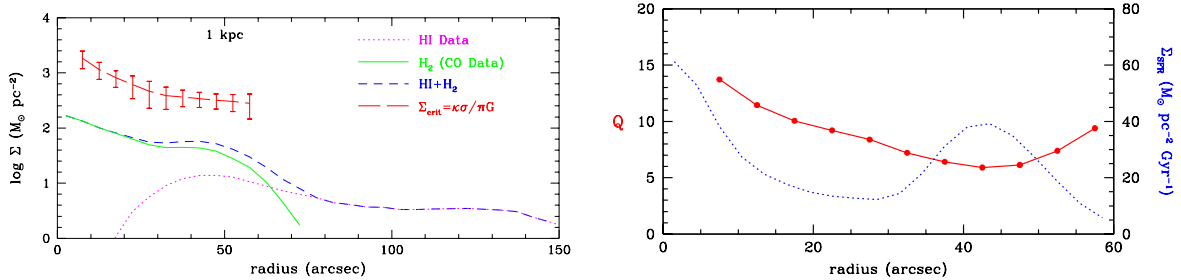 1 kpc
HI Data
H₂ (CO Data)
HI+H₂
Σcrit=κσ/πG
log Σ (M⊙ pc⁻²)
4
3
2
1
0
0 50 100 150
radius (arcsec)
20
15
10
5
0
Q
80
60
40
20
0
Σ_SFR (M⊙ pc⁻² Gyr⁻¹)
0 20 40 60
radius (arcsec)